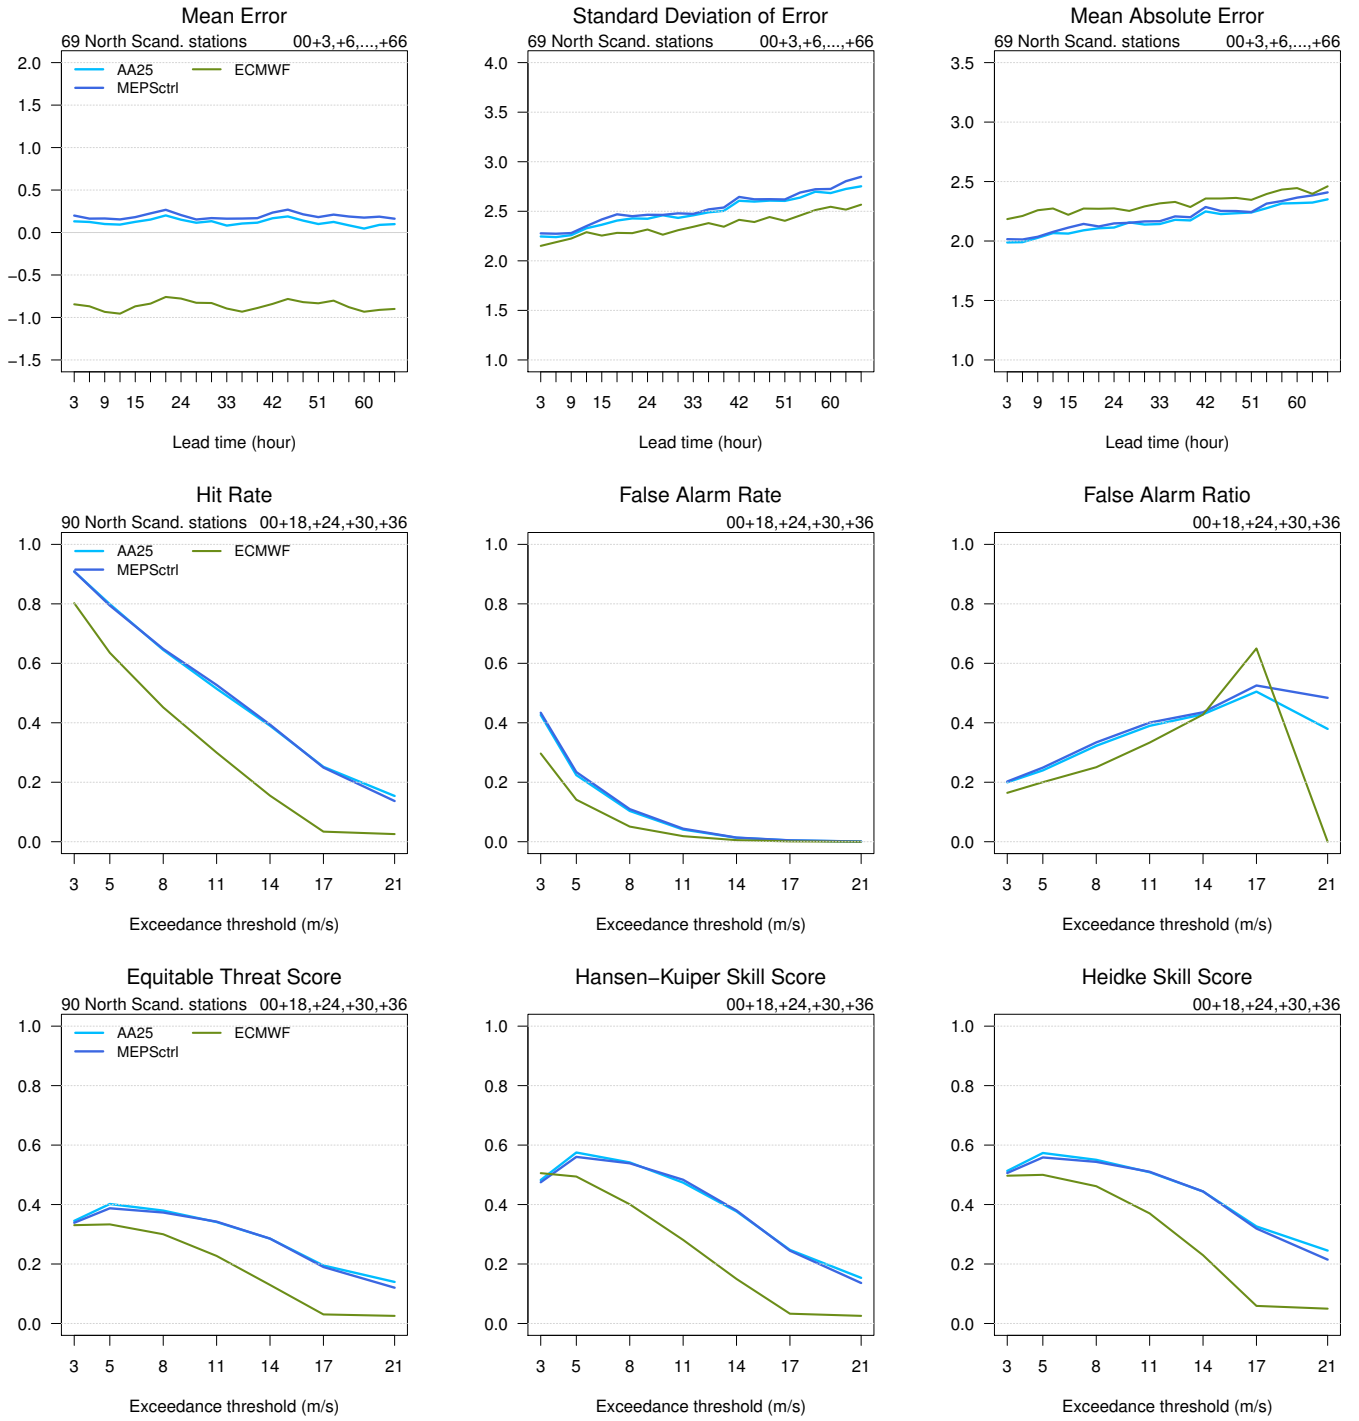 Mean Error
69 North Scand. stations 00+3,+6,...,+66
AA25 ECMWF
MEPSctrl
2.0
1.5
1.0
0.5
0.0
−0.5
−1.0
−1.5
3 9 15 24 33 42 51 60
Lead time (hour)
Standard Deviation of Error
69 North Scand. stations 00+3,+6,...,+66
4.0
3.5
3.0
2.5
2.0
1.5
1.0
3 9 15 24 33 42 51 60
Lead time (hour)
Mean Absolute Error
69 North Scand. stations 00+3,+6,...,+66
3.5
3.0
2.5
2.0
1.5
1.0
3 9 15 24 33 42 51 60
Lead time (hour)
Hit Rate
90 North Scand. stations 00+18,+24,+30,+36
AA25 ECMWF
MEPSctrl
1.0
0.8
0.6
0.4
0.2
0.0
3 5 8 11 14 17 21
Exceedance threshold (m/s)
False Alarm Rate
00+18,+24,+30,+36
1.0
0.8
0.6
0.4
0.2
0.0
3 5 8 11 14 17 21
Exceedance threshold (m/s)
False Alarm Ratio
00+18,+24,+30,+36
1.0
0.8
0.6
0.4
0.2
0.0
3 5 8 11 14 17 21
Exceedance threshold (m/s)
Equitable Threat Score
90 North Scand. stations 00+18,+24,+30,+36
AA25 ECMWF
MEPSctrl
1.0
0.8
0.6
0.4
0.2
0.0
3 5 8 11 14 17 21
Exceedance threshold (m/s)
Hansen−Kuiper Skill Score
00+18,+24,+30,+36
1.0
0.8
0.6
0.4
0.2
0.0
3 5 8 11 14 17 21
Exceedance threshold (m/s)
Heidke Skill Score
00+18,+24,+30,+36
1.0
0.8
0.6
0.4
0.2
0.0
3 5 8 11 14 17 21
Exceedance threshold (m/s)